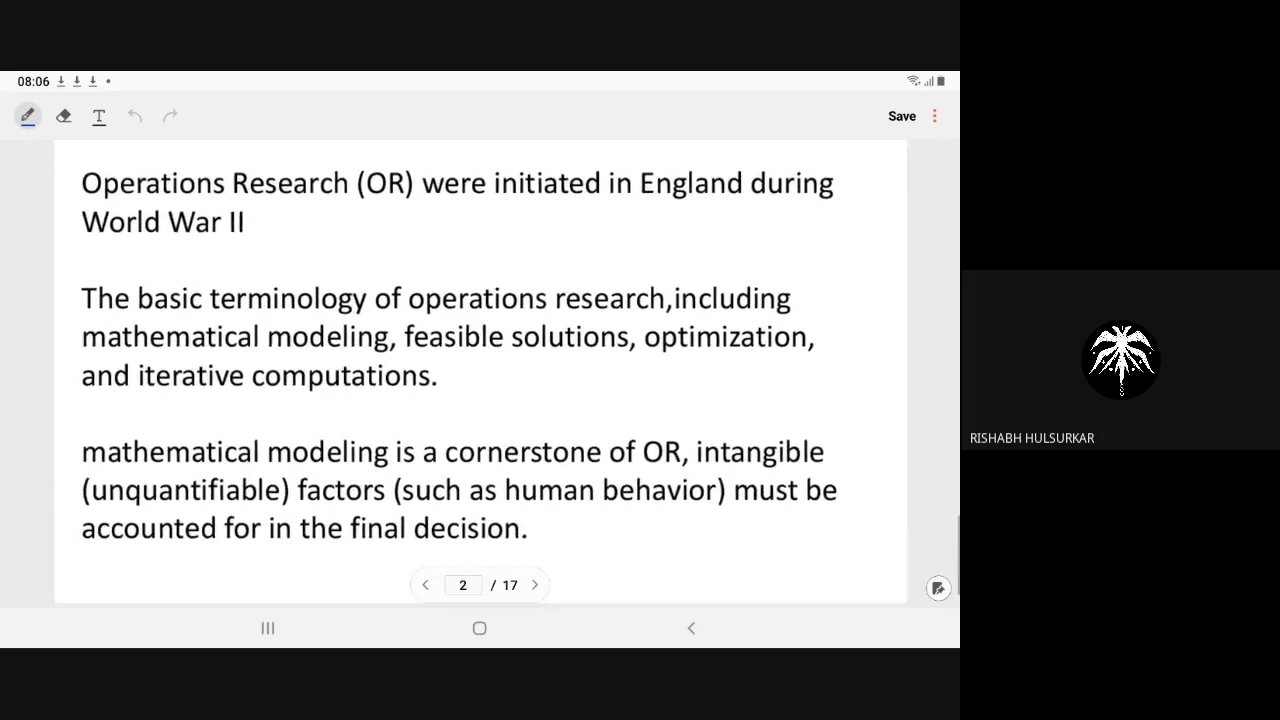 08:06
T
Save
Operations Research (OR) were initiated in England during
World War II
The basic terminology of operations research,including
mathematical modeling, feasible solutions, optimization,
and iterative computations.
mathematical modeling is a cornerstone of OR, intangible
(unquantifiable) factors (such as human behavior) must be
accounted for in the final decision.
2 / 17
RISHABH HULSURKAR